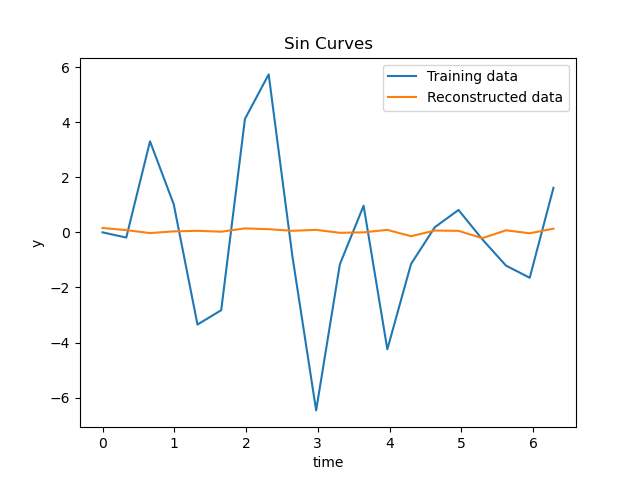 Sin Curves
Training data
Reconstructed data
6
4
2
0
−2
−4
−6
y
0 1 2 3 4 5 6
time